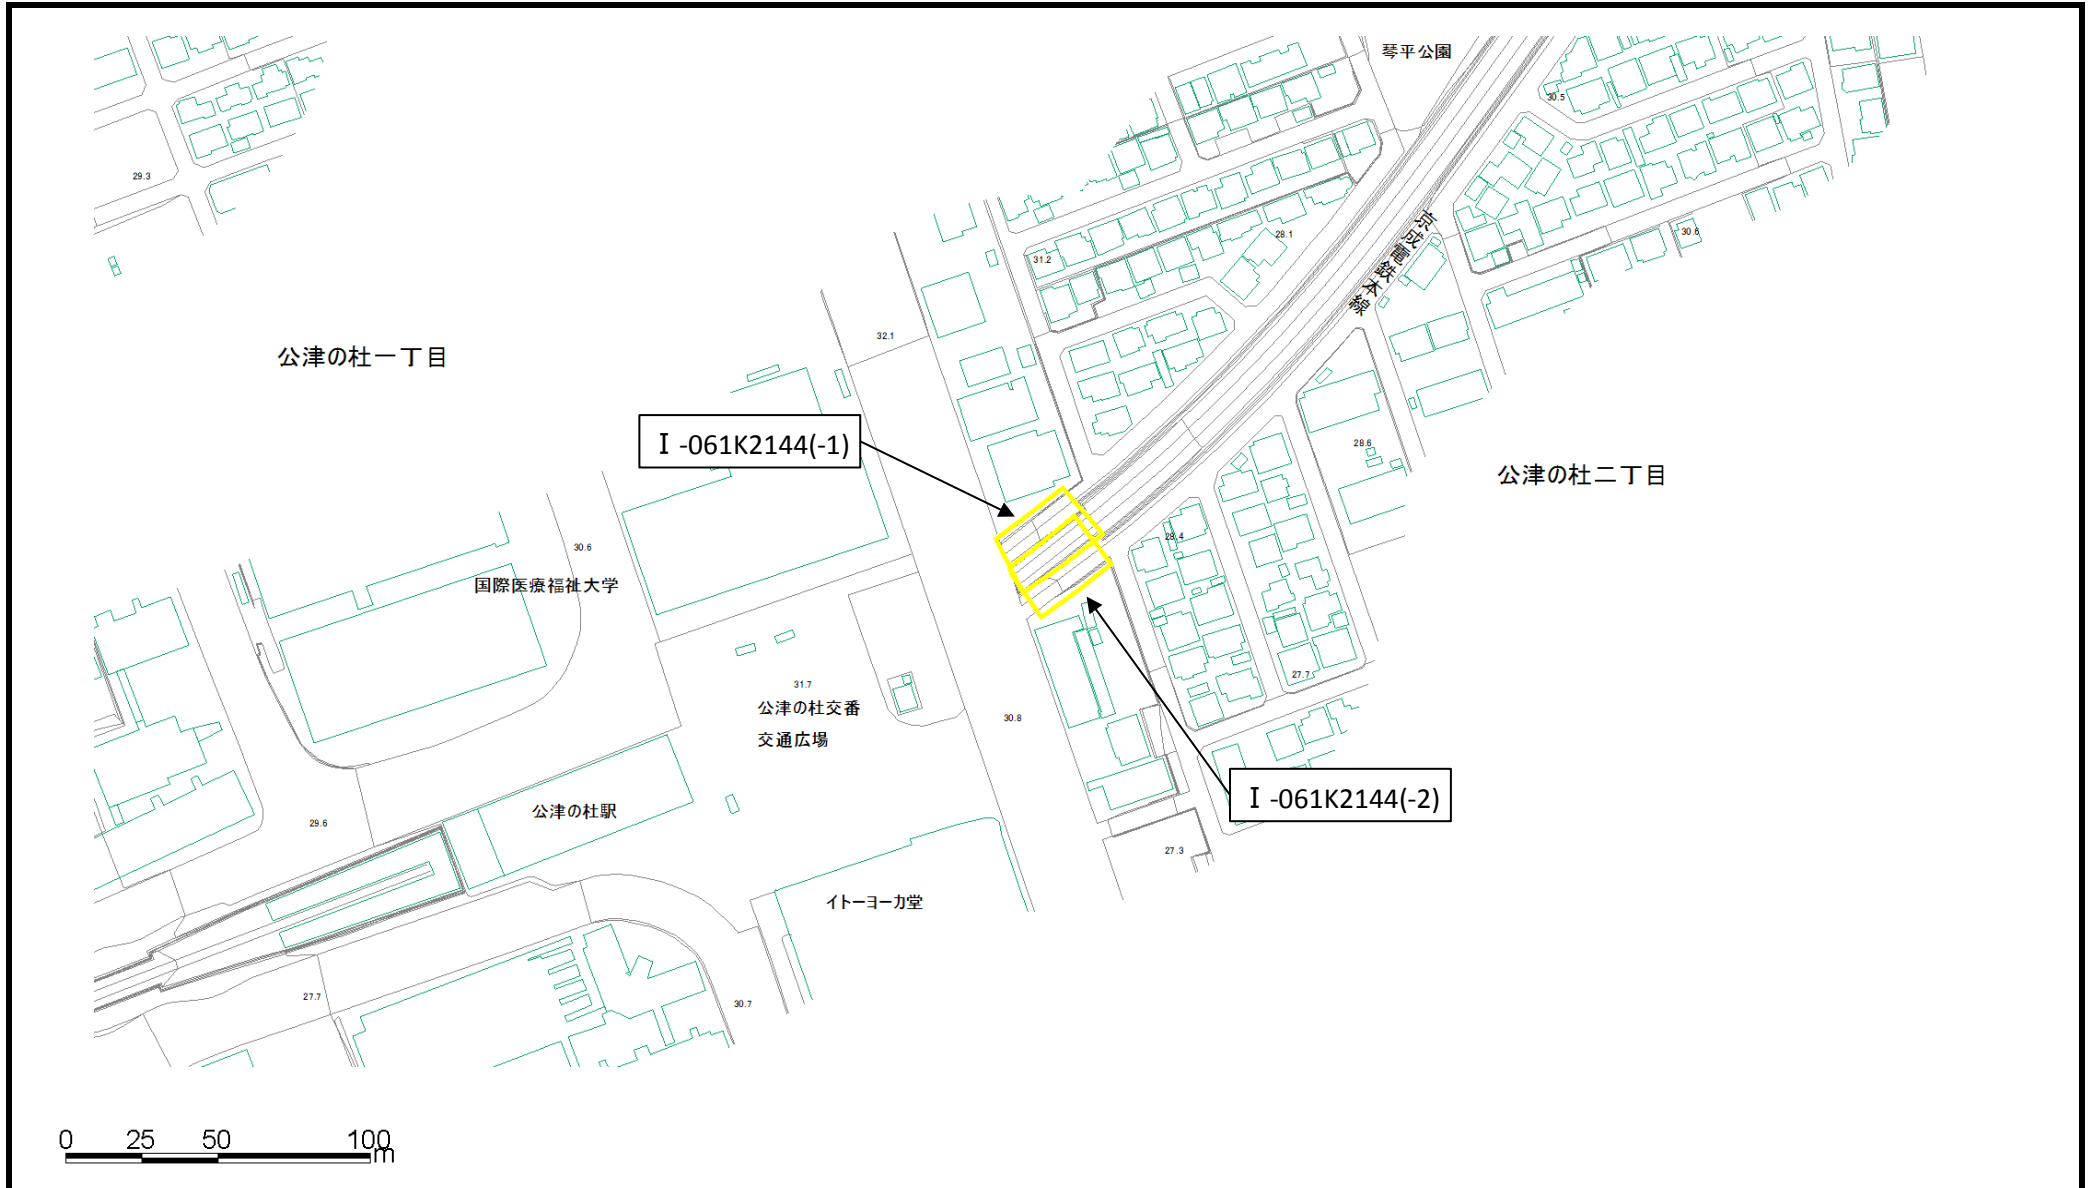 琴平公園
30.5
29.3
28.1
30.6
31.2
京成電鉄本線
32.1
公津の杜一丁目
Ⅰ-061K2144(-1)
28.6
公津の杜二丁目
28.4
30.6
国際医療福祉大学
27.7
31.7
公津の杜交番
交通広場
30.8
Ⅰ-061K2144(-2)
公津の杜駅
29.6
27.3
イトーヨーカ堂
27.7
30.7
0 25 50 100
m